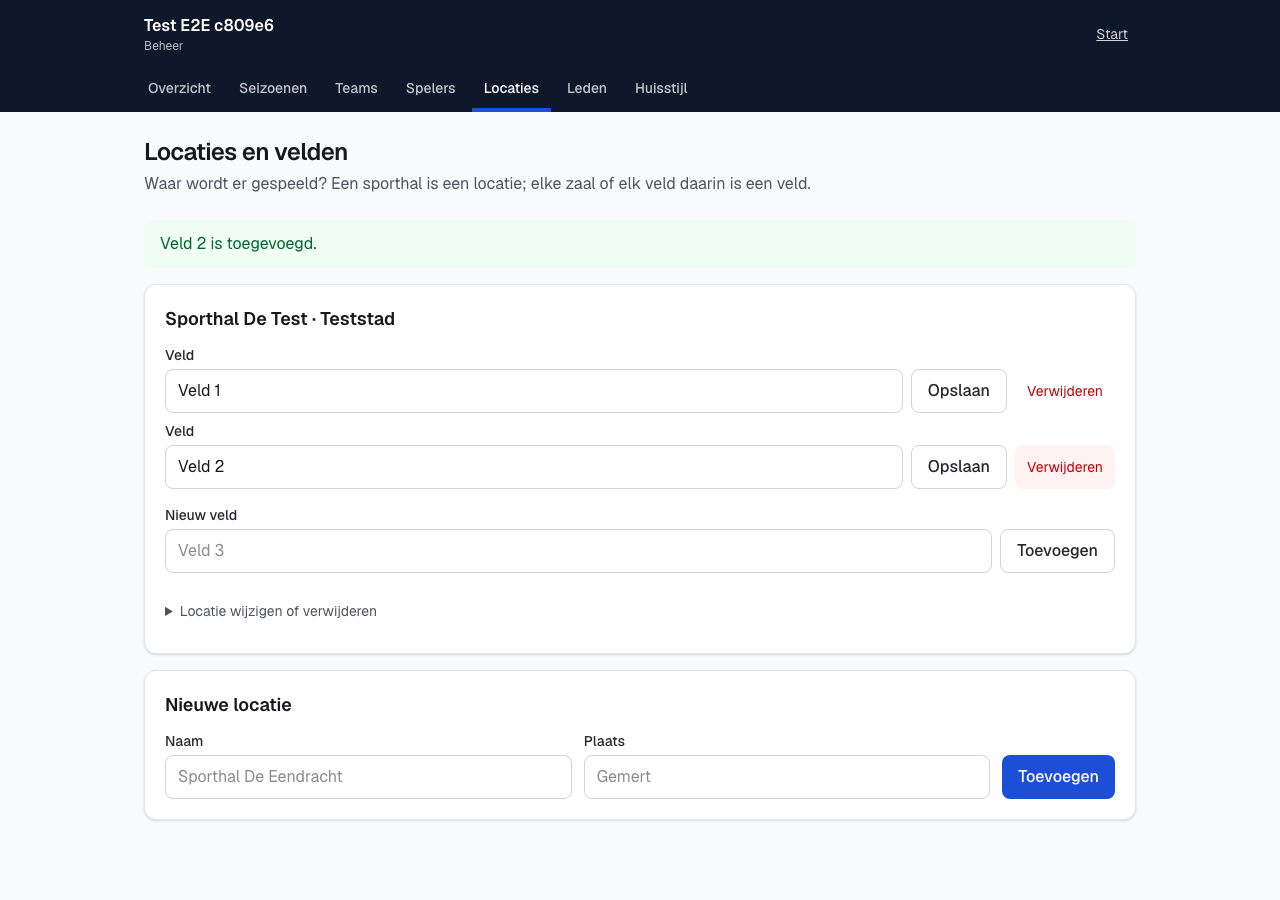 Test E2E c809e6
Beheer
Start
Overzicht Seizoenen Teams Spelers Locaties Leden Huisstijl
Locaties en velden
Waar wordt er gespeeld? Een sporthal is een locatie; elke zaal of elk veld daarin is een veld.
Veld 2 is toegevoegd.
Sporthal De Test · Teststad
Veld
Veld 1 Opslaan Verwijderen
Veld
Veld 2 Opslaan Verwijderen
Nieuw veld
Veld 3 Toevoegen
Locatie wijzigen of verwijderen
Nieuwe locatie
Naam Plaats
Sporthal De Eendracht Gemert Toevoegen